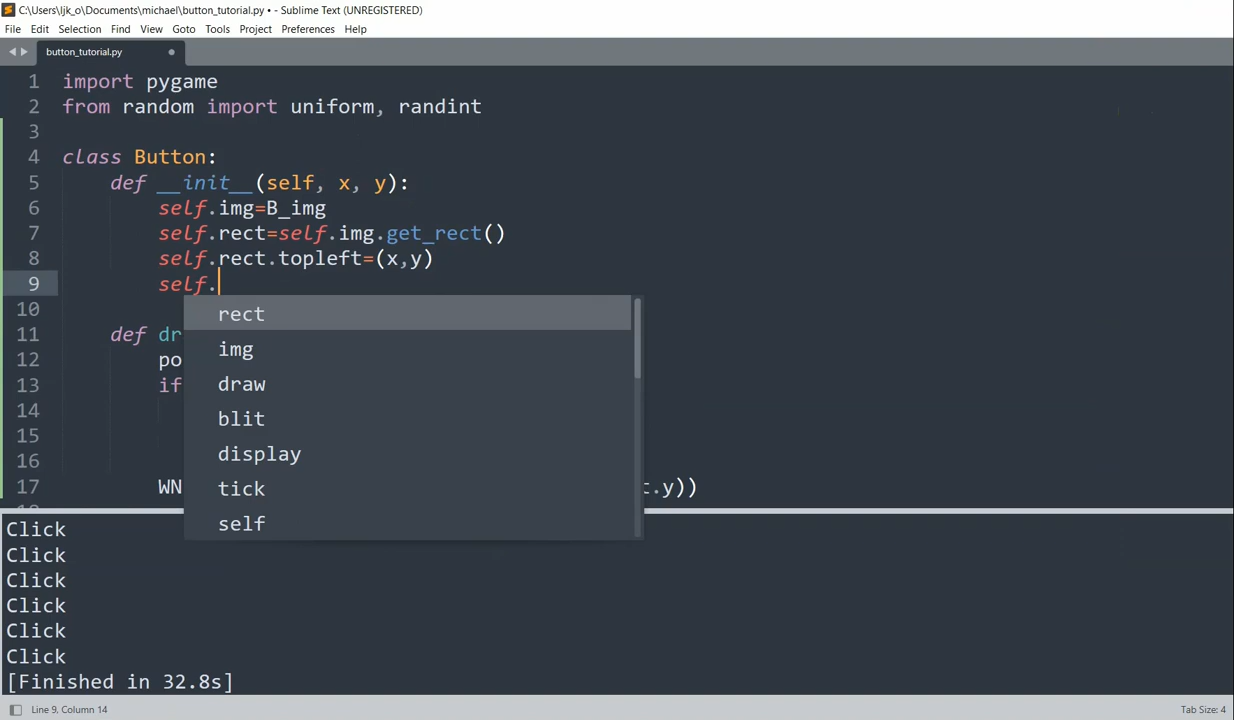 C:\Users\ljk_o\Documents\michael\button_tutorial.py • - Sublime Text (UNREGISTERED)
File Edit Selection Find View Goto Tools Project Preferences Help
button_tutorial.py
1 import pygame
2 from random import uniform, randint
3
4 class Button:
5 def __init__(self, x, y):
6 self.img=B_img
7 self.rect=self.img.get_rect()
8 self.rect.topleft=(x,y)
9 self.
10
rect
11 def dr
img
12 po
13 if
draw
14
blit
15
display
16
17 WN t.y))
tick
self
Click
Click
Click
Click
Click
Click
[Finished in 32.8s]
Line 9, Column 14
Tab Size: 4